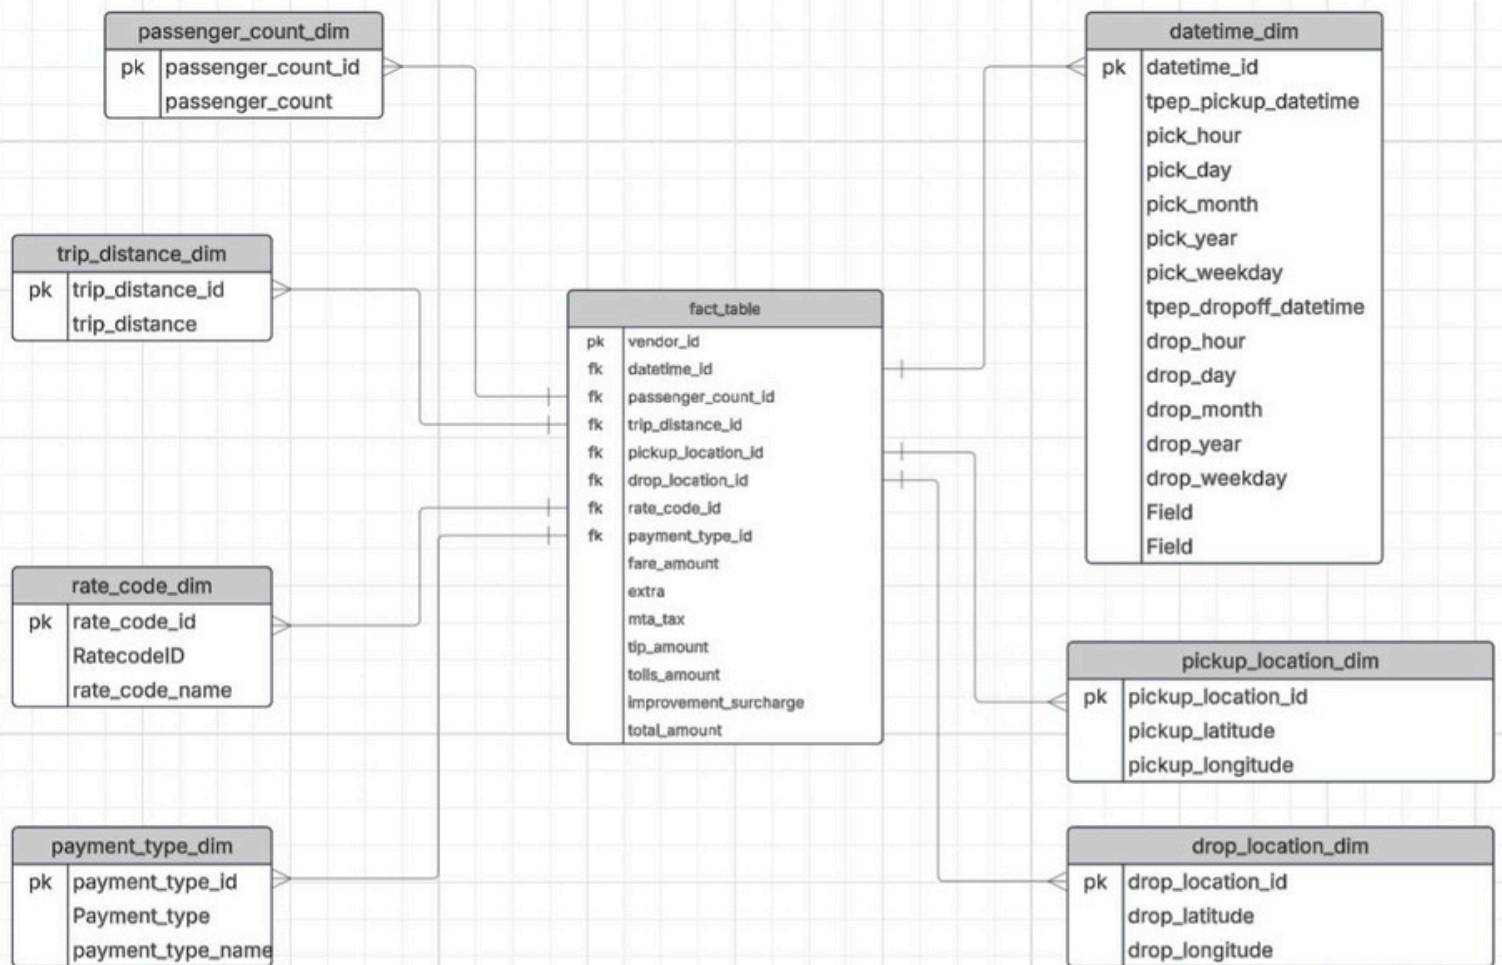 passenger_count_dim
pk passenger_count_id
passenger_count
datetime_dim
pk datetime_id
tpep_pickup_datetime
pick_hour
pick_day
pick_month
pick_year
pick_weekday
tpep_dropoff_datetime
drop_hour
drop_day
drop_month
drop_year
drop_weekday
Field
Field
trip_distance_dim
pk trip_distance_id
trip_distance
fact_table
pk vendor_id
fk datetime_id
fk passenger_count_id
fk trip_distance_id
fk pickup_location_id
fk drop_location_id
fk rate_code_id
fk payment_type_id
fare_amount
extra
mta_tax
tip_amount
tolls_amount
improvement_surcharge
total_amount
rate_code_dim
pk rate_code_id
RatecodeID
rate_code_name
pickup_location_dim
pk pickup_location_id
pickup_latitude
pickup_longitude
payment_type_dim
pk payment_type_id
Payment_type
payment_type_name
drop_location_dim
pk drop_location_id
drop_latitude
drop_longitude